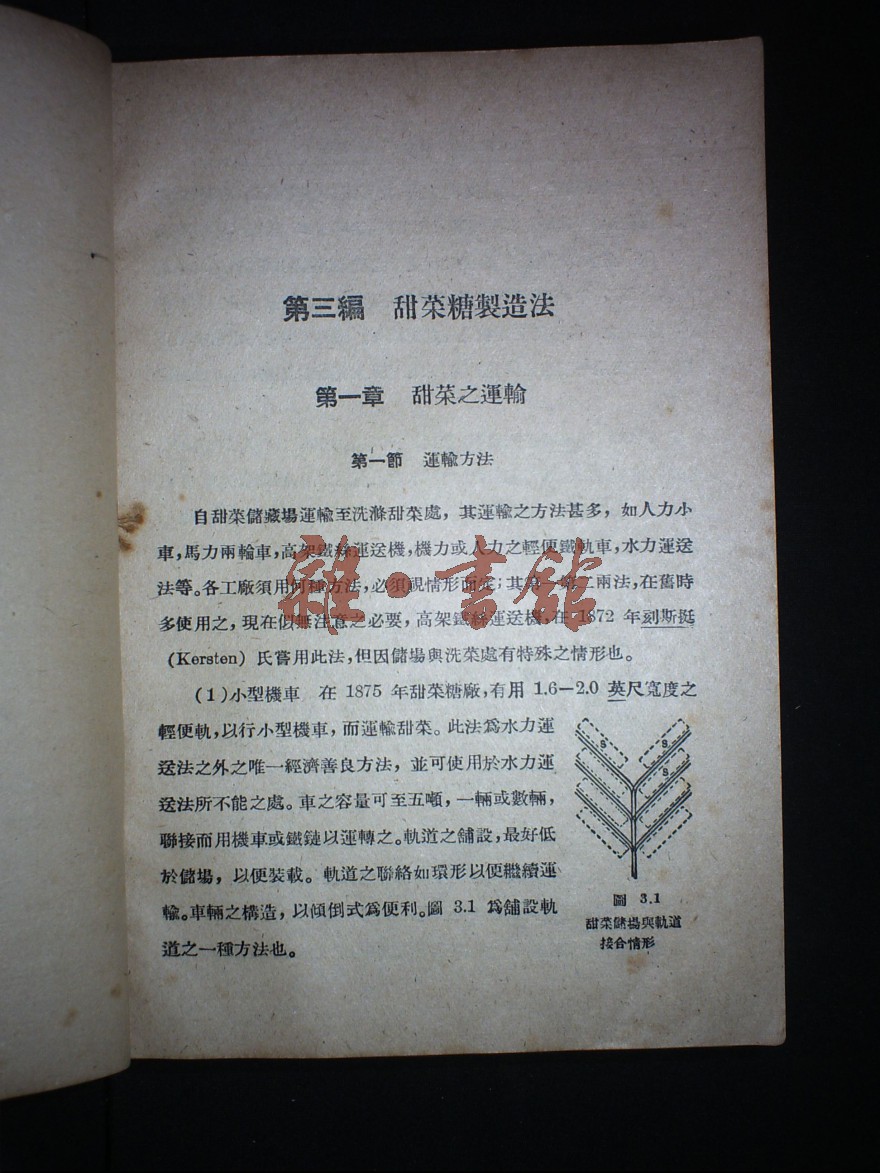 第三編 甜菜糖製造法
第一章 甜菜之運輸
第一節 運輸方法
自甜菜儲藏場運輸至洗滌甜菜處，其運輸之方法甚多，如人力小
車，馬力兩輪車，高架鐵絲運送機，機力或人力之輕便鐵軌車，水力運送
法等。各工廠須用何種方法，必須視情形而定；其第一第二兩法，在舊時
多使用之，現在似無注意之必要，高架鐵絲運送機，在 1872 年刻斯挺
(Kersten) 氏嘗用此法，但因儲場與洗菜處有特殊之情形也。
(1)小型機車 在 1875 年甜菜糖廠，有用 1.6—2.0 英尺寬度之
輕便軌，以行小型機車，而運輸甜菜。此法爲水力運
送法之外之唯一經濟善良方法，並可使用於水力運
送法所不能之處。車之容量可至五噸，一輛或數輛，
聯接而用機車或鐵鏈以運轉之。軌道之舖設，最好低
於儲場，以便裝載。軌道之聯絡如環形以便繼續運
輸。車輛之構造，以傾倒式爲便利。圖 3.1 爲舖設軌
道之一種方法也。
S
S
S
圖 3.1
甜菜儲場與軌道
接合情形
雜·書館